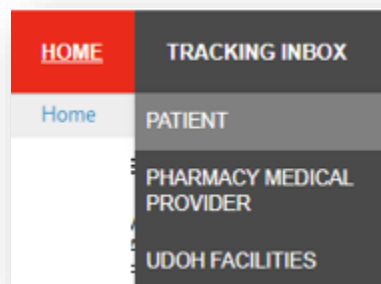 HOME TRACKING INBOX
Home
PATIENT
PHARMACY MEDICAL
PROVIDER
UDOH FACILITIES